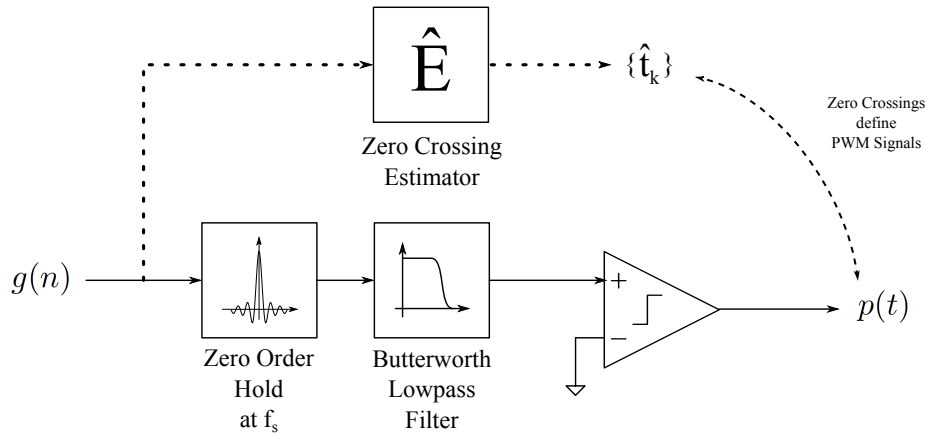 Ê
{t̂ₖ}
Zero Crossing
Estimator
Zero Crossings
define
PWM Signals
g(n)
+
−
p(t)
Zero Order
Hold
at fₛ
Butterworth
Lowpass
Filter